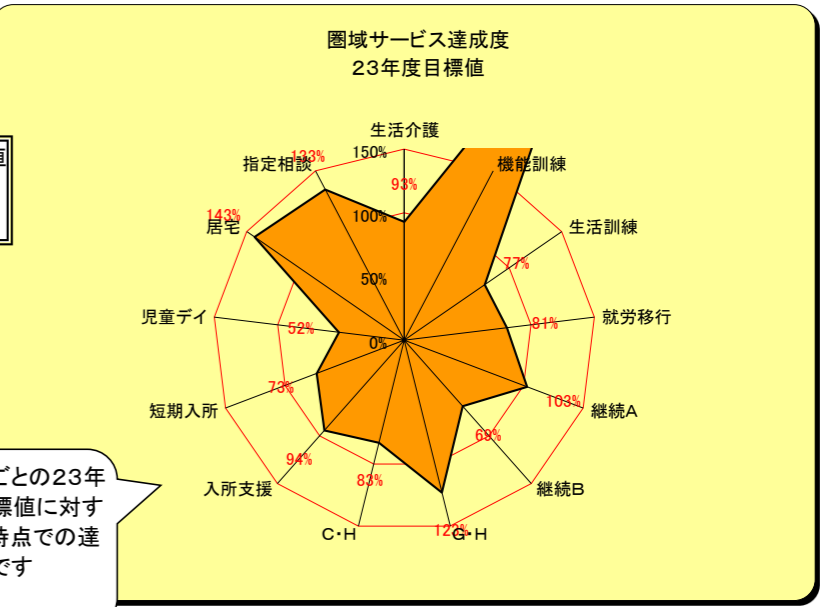 圏域サービス達成度
23年度目標値
生活介護
機能訓練
生活訓練
就労移行
継続A
継続B
G・H
C・H
入所支援
短期入所
児童デイ
居宅
指定相談
150%
100%
50%
0%
93%
77%
81%
103%
69%
123%
83%
94%
73%
52%
143%
133%
ごとの23年
標値に対す
時点での達
です